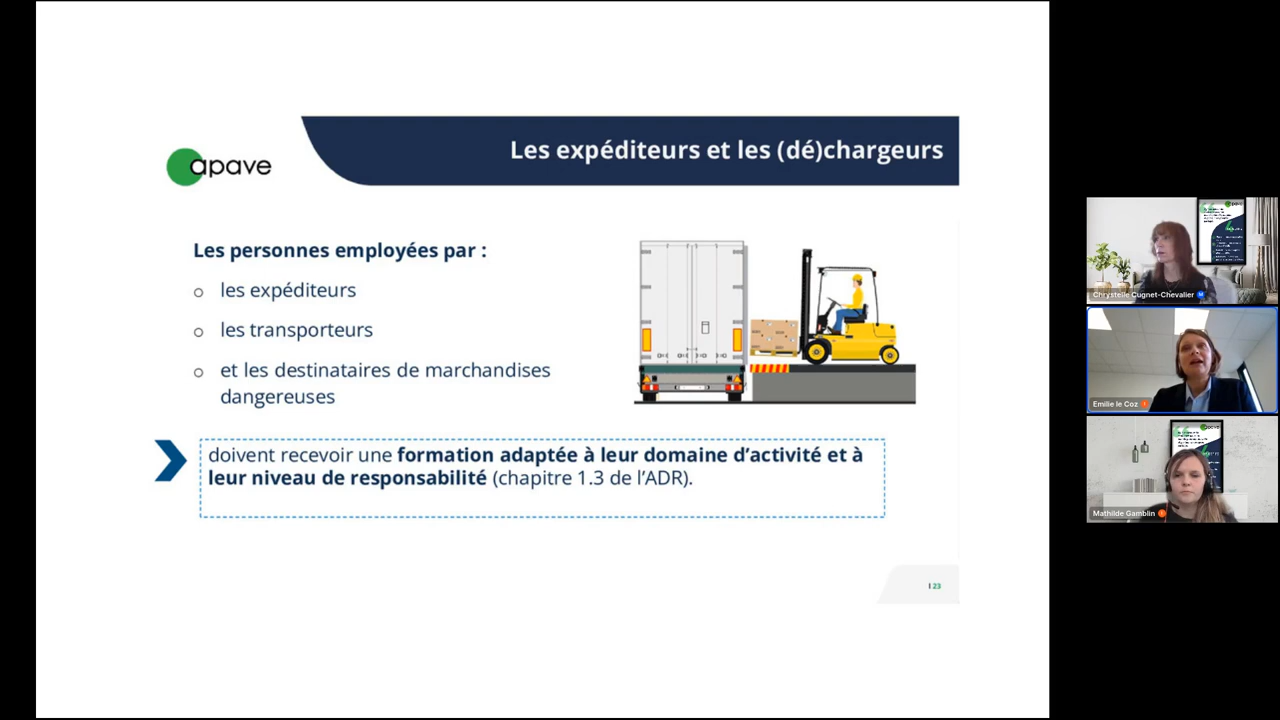 apave
Les expéditeurs et les (dé)chargeurs
Les personnes employées par :
o les expéditeurs
o les transporteurs
o et les destinataires de marchandises
dangereuses
doivent recevoir une formation adaptée à leur domaine d’activité et à
leur niveau de responsabilité (chapitre 1.3 de l’ADR).
I 23
Chrystelle Cugnet-Chevalier
Emilie le Coz
Mathilde Gamblin